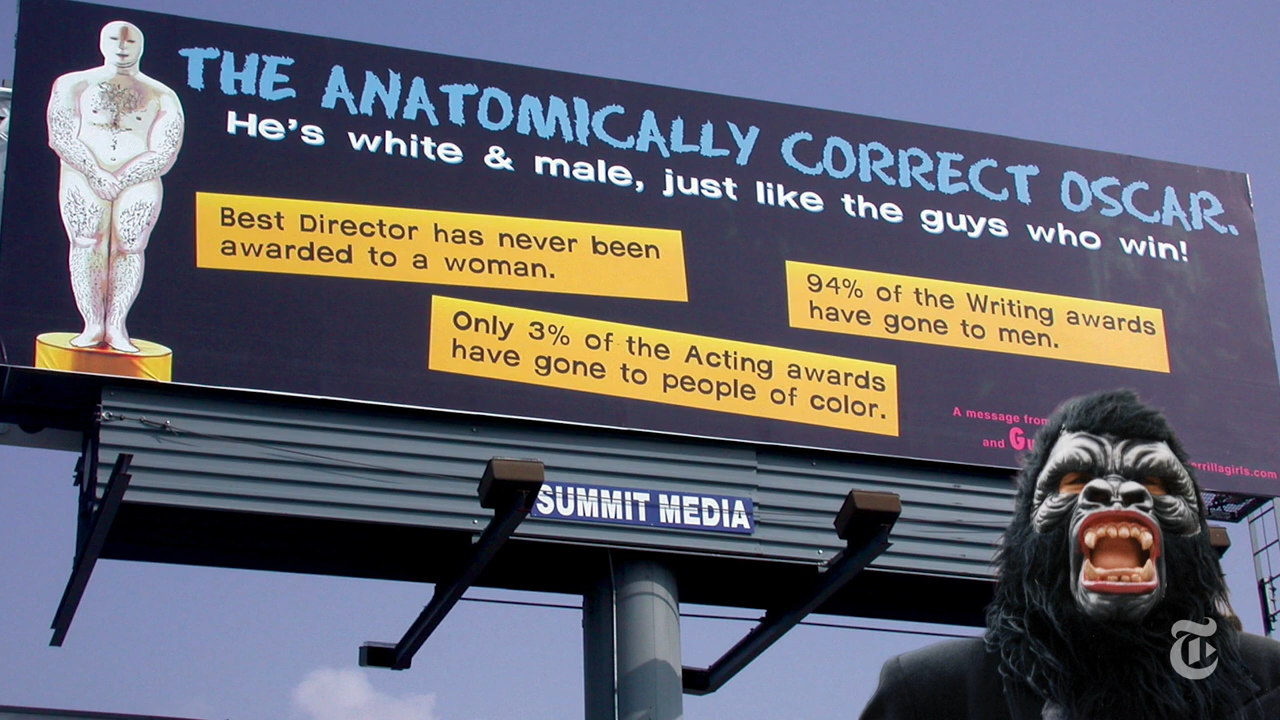 THE ANATOMICALLY CORRECT OSCAR.
He's white & male, just like the guys who win!
Best Director has never been
awarded to a woman.
94% of the Writing awards
have gone to men.
Only 3% of the Acting awards
have gone to people of color.
A message from
and
SUMMIT MEDIA